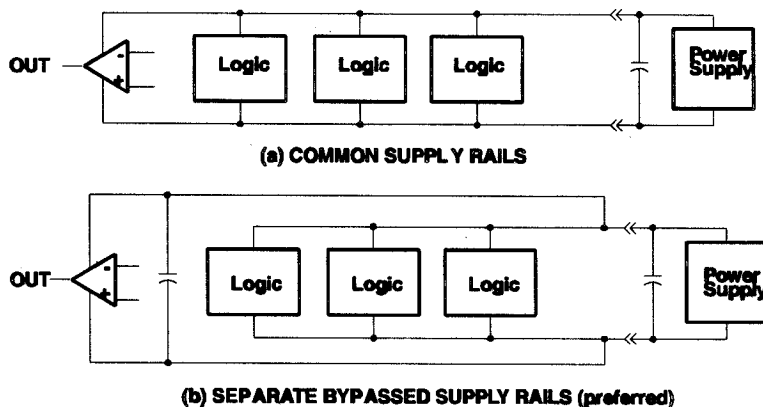 OUT
-
+
Logic
Logic
Logic
Power
Supply
(a) COMMON SUPPLY RAILS
OUT
-
+
Logic
Logic
Logic
Power
Supply
(b) SEPARATE BYPASSED SUPPLY RAILS (preferred)